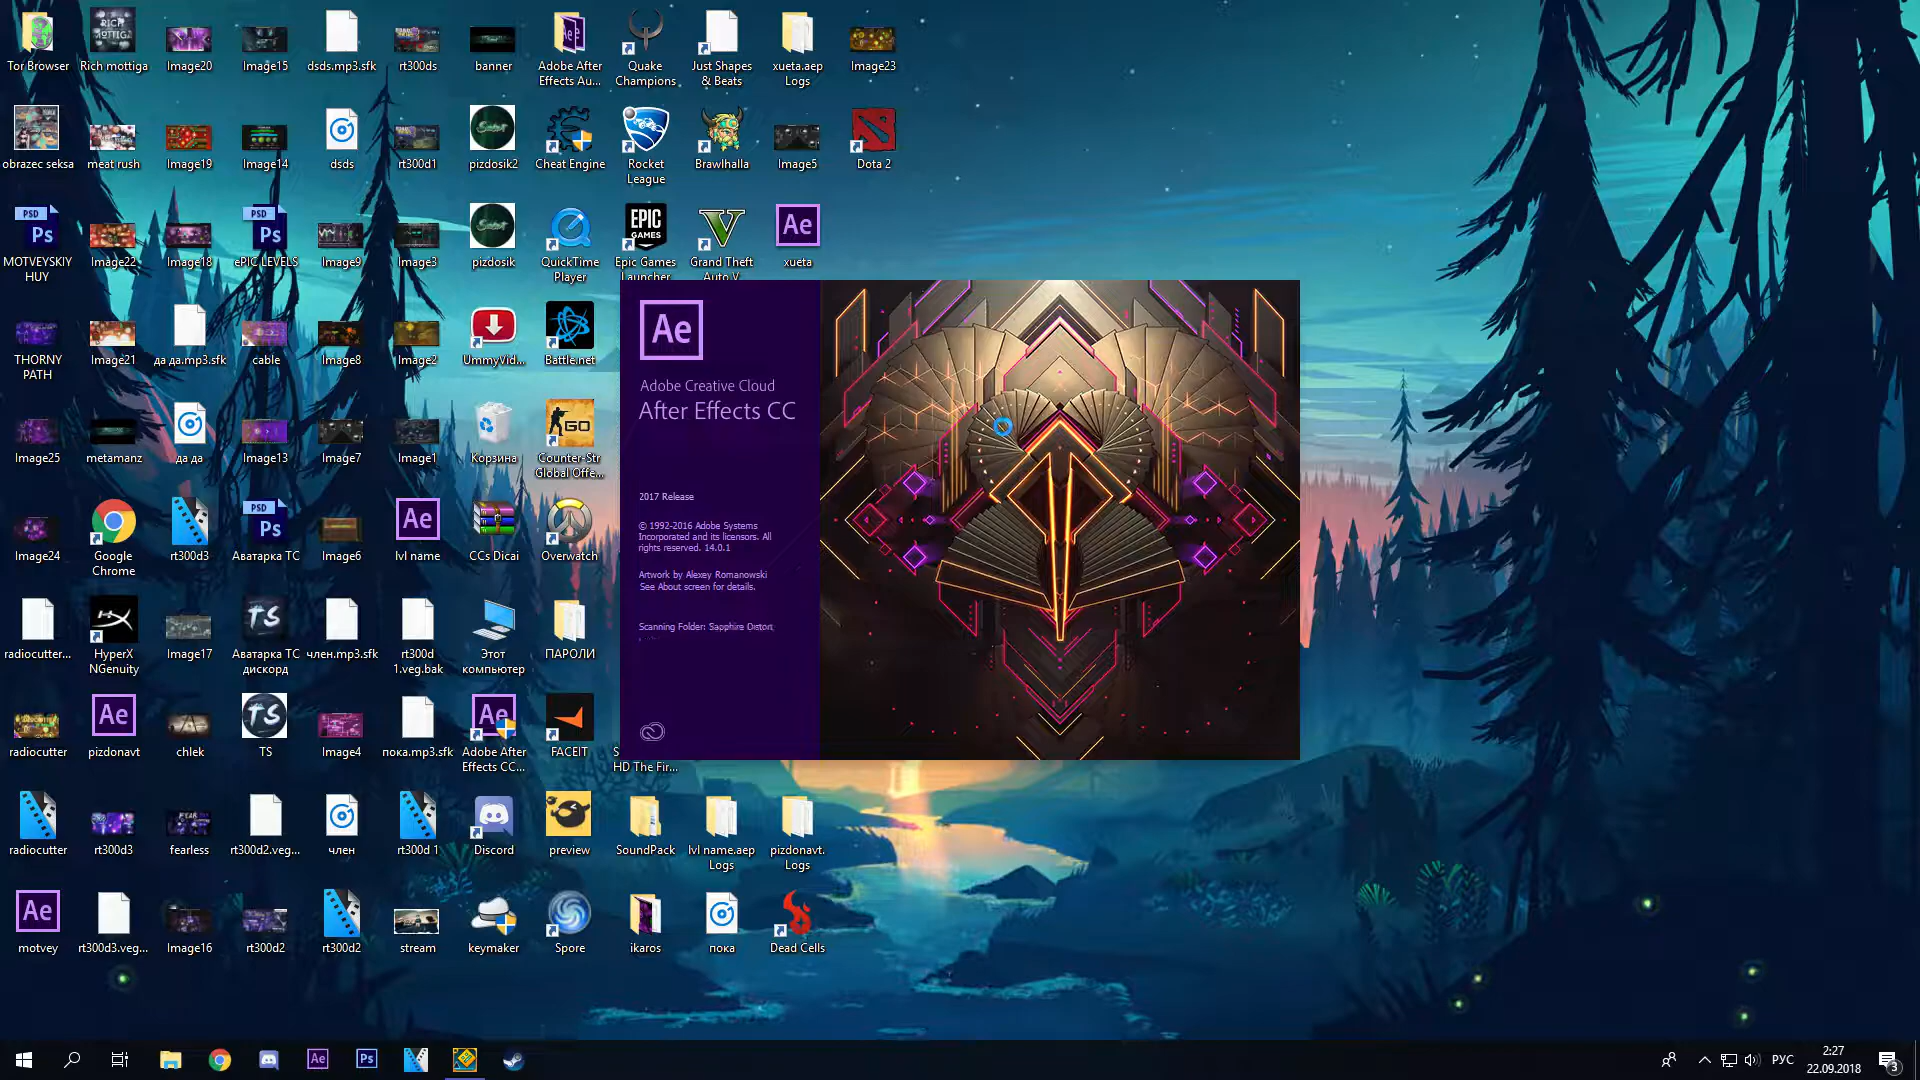 Tor Browser
Rich mottiga
Image20
Image15
dsds.mp3.sfk
rt300ds
banner
Adobe After
Effects Au...
Quake
Champions
Just Shapes
& Beats
xueta.aep
Logs
Image23
obrazec seksa
meat rush
Image19
Image14
dsds
rt300d1
pizdosik2
Cheat Engine
Rocket
League
Brawlhalla
Image5
Dota 2
MOTVEYSKIY
HUY
Image22
Image18
ePIC LEVELS
Image9
Image3
pizdosik
QuickTime
Player
Epic Games
Launcher
Grand Theft
Auto V
xueta
THORNY
PATH
Image21
да да.mp3.sfk
cable
Image8
Image2
UmmyVid...
Battle.net
Image25
metamanz
да да
Image13
Image7
Image1
Корзина
Counter-Str
Global Offe...
Image24
Google
Chrome
rt300d3
Аватарка ТС
Image6
lvl name
CCs Dicai
Overwatch
radiocutter...
HyperX
NGenuity
Image17
Аватарка ТС
дискорд
член.mp3.sfk
rt300d
1.veg.bak
Этот
компьютер
ПАРОЛИ
radiocutter
pizdonavt
chlek
TS
Image4
пока.mp3.sfk
Adobe After
Effects CC...
FACEIT
S
HD The Fir...
radiocutter
rt300d3
fearless
rt300d2.veg...
член
rt300d 1
Discord
preview
SoundPack
lvl name.aep
Logs
pizdonavt.
Logs
motvey
rt300d3.veg...
Image16
rt300d2
rt300d2
stream
keymaker
Spore
ikaros
пока
Dead Cells
Ae
Adobe Creative Cloud
After Effects CC
2017 Release
© 1992-2016 Adobe Systems
Incorporated and its licensors. All
rights reserved. 14.0.1
Artwork by Alexey Romanowski
See About screen for details.
Scanning Folder: Sapphire Distort
РУС
2:27
22.09.2018
3